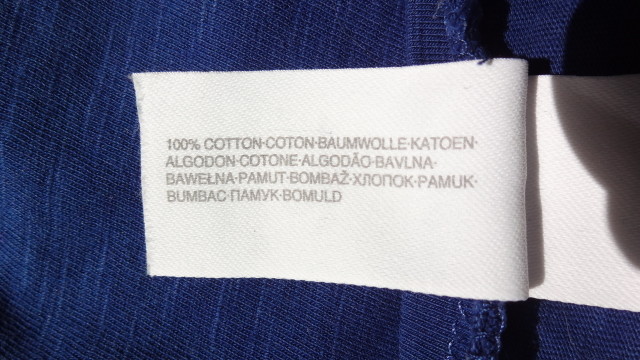 100% COTTON·COTON·BAUMWOLLE·KATOEN·
ALGODON·COTONE·ALGODÃO·BAVLNA·
BAWEŁNA·PAMUT·BOMBAŽ·ХЛОПОК·PAMUK·
BUMBAC·ПАМУК·BOMULD